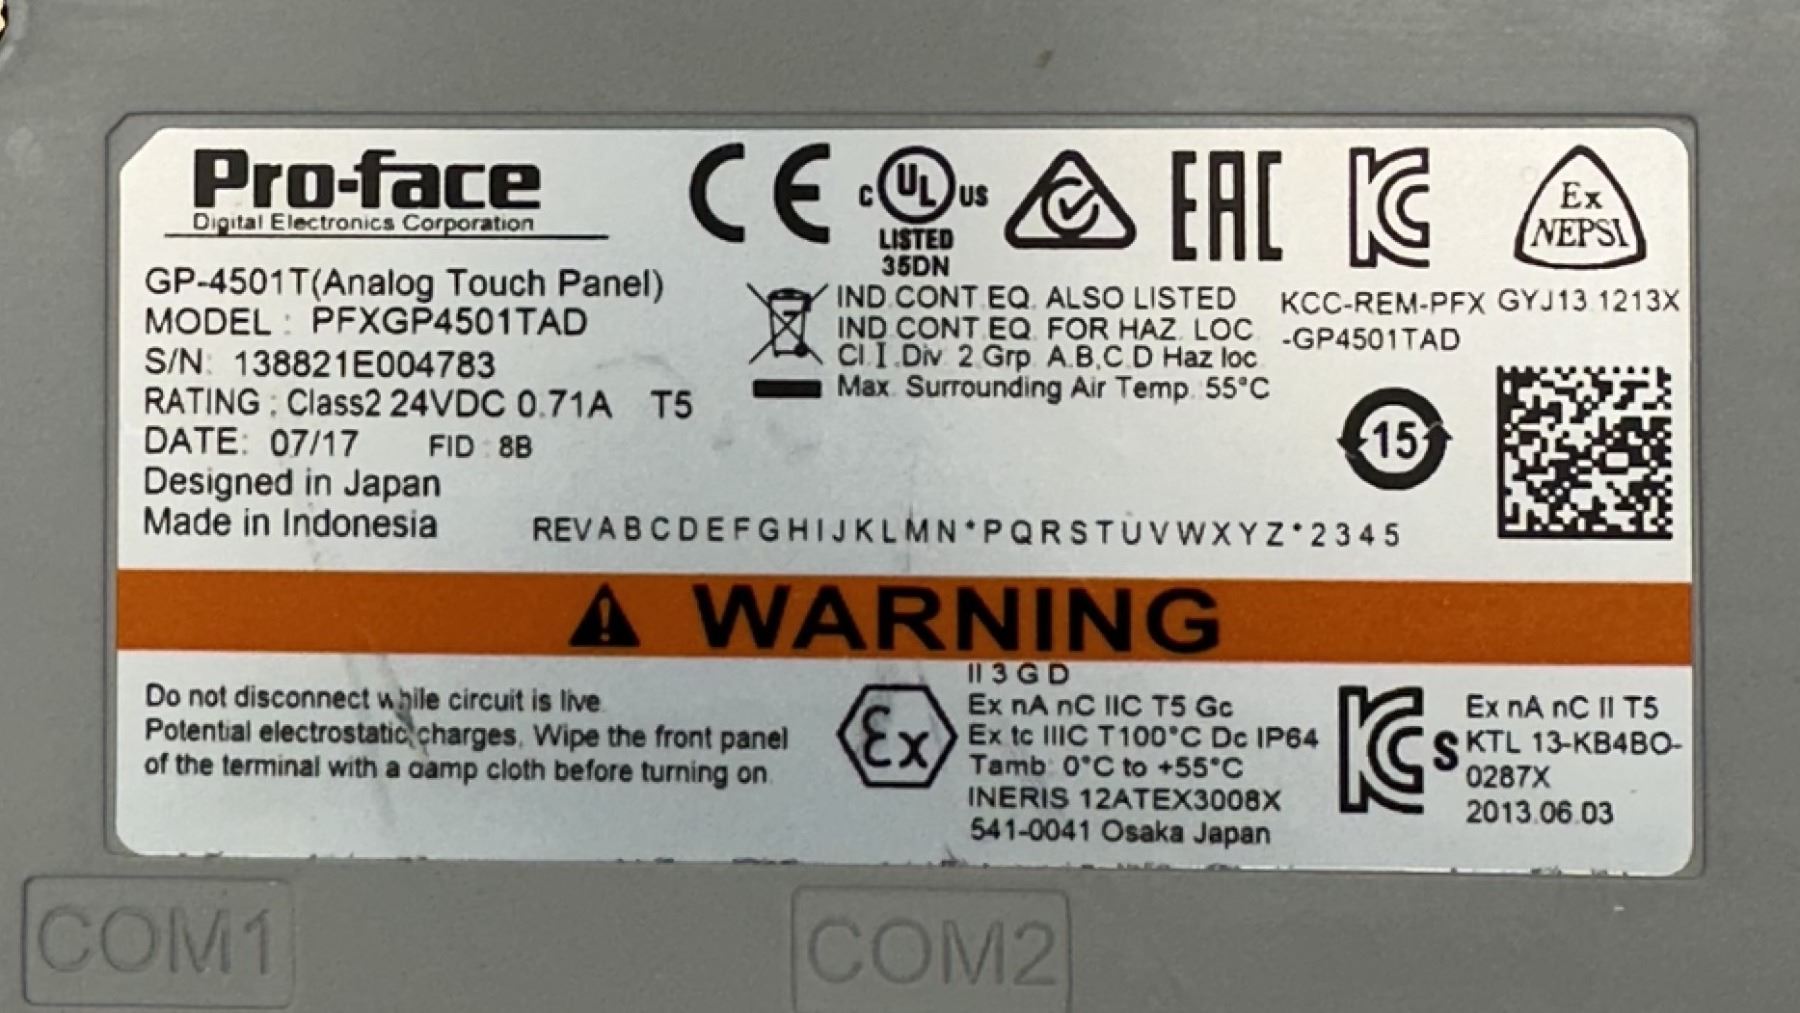 Pro-face
Digital Electronics Corporation
GP-4501T(Analog Touch Panel)
MODEL : PFXGP4501TAD
S/N: 138821E004783
RATING : Class2 24VDC 0.71A T5
DATE: 07/17 FID : 8B
Designed in Japan
Made in Indonesia
CE
C UL US
LISTED
35DN
EAC
KC
Ex
NEPSI
IND.CONT.EQ. ALSO LISTED
IND.CONT.EQ. FOR HAZ. LOC
Cl.I.Div. 2.Grp. A.B,C.D Haz loc
Max. Surrounding Air Temp. 55°C
KCC-REM-PFX
-GP4501TAD
GYJ13.1213X
15
REV A B C D E F G H I J K L M N * P Q R S T U V W X Y Z * 2 3 4 5
WARNING
Do not disconnect while circuit is live.
Potential electrostatic charges, Wipe the front panel
of the terminal with a damp cloth before turning on.
Ex
II 3 G D
Ex nA nC IIC T5 Gc
Ex tc IIIC T100°C Dc IP64
Tamb: 0°C to +55°C
INERIS 12ATEX3008X
541-0041 Osaka Japan
KCs
Ex nA nC II T5
KTL 13-KB4BO-
0287X
2013.06.03
COM1
COM2